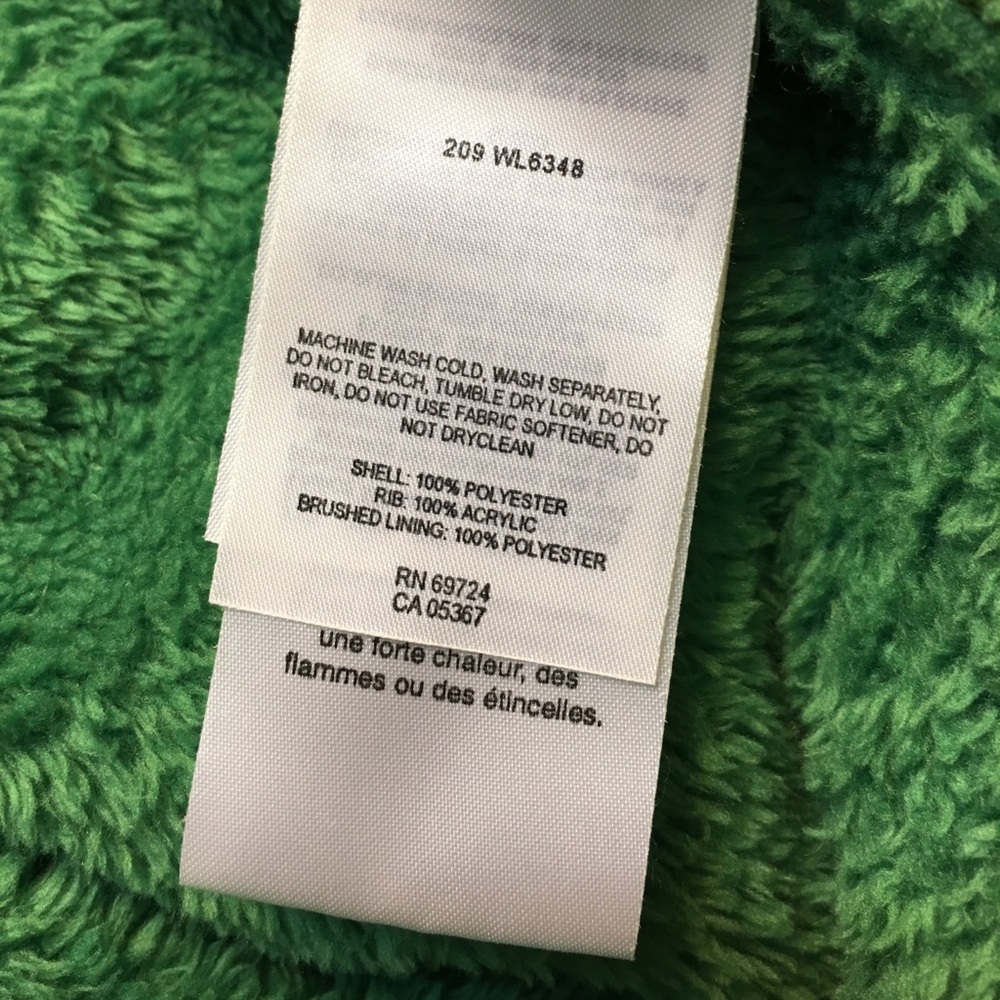 209 WL6348
MACHINE WASH COLD, WASH SEPARATELY,
DO NOT BLEACH, TUMBLE DRY LOW, DO NOT
IRON, DO NOT USE FABRIC SOFTENER, DO
NOT DRYCLEAN
SHELL: 100% POLYESTER
RIB: 100% ACRYLIC
BRUSHED LINING: 100% POLYESTER
RN 69724
CA 05367
une forte chaleur, des
flammes ou des étincelles.